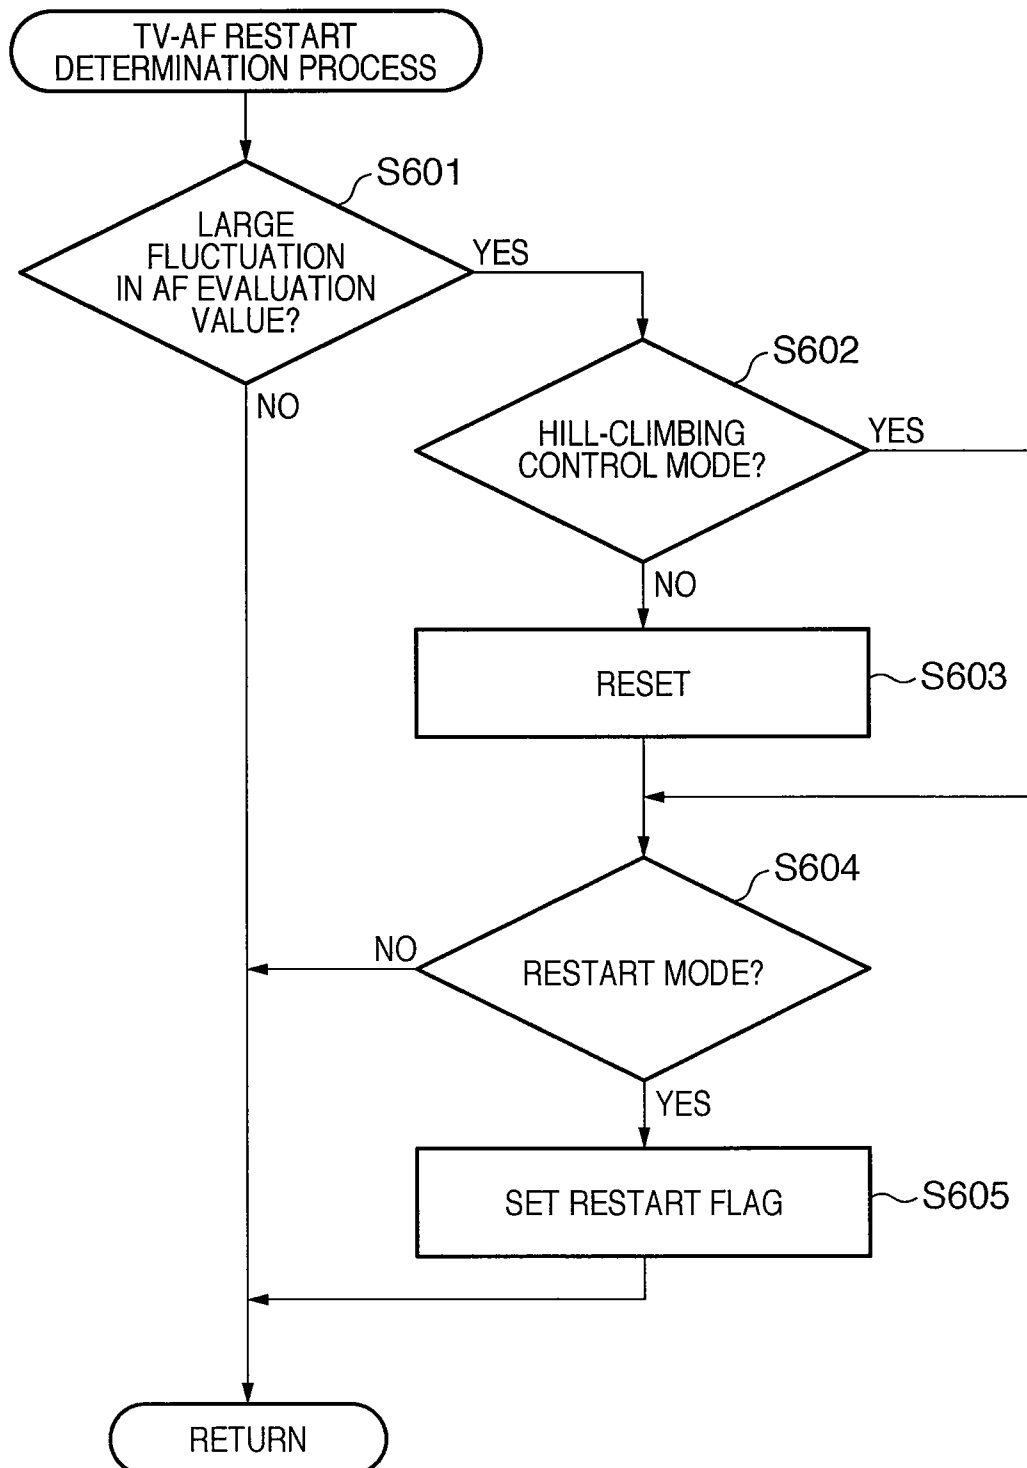 TV-AF RESTART
DETERMINATION PROCESS
S601
LARGE
FLUCTUATION
IN AF EVALUATION
VALUE?
YES
NO
S602
HILL-CLIMBING
CONTROL MODE?
YES
NO
RESET
S603
S604
NO
RESTART MODE?
YES
SET RESTART FLAG
S605
RETURN